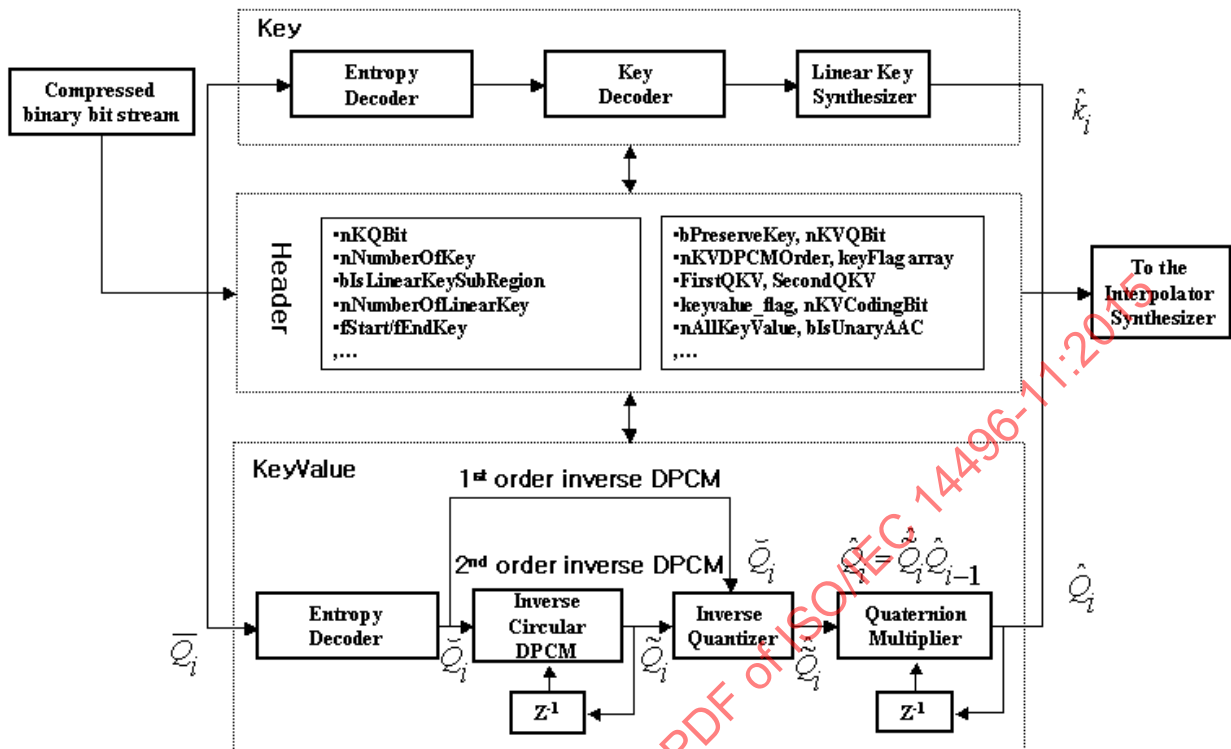 Key
Compressed
binary bit stream
Entropy
Decoder
Key
Decoder
Linear Key
Synthesizer
k̂ᵢ
Header
▪nKQBit
▪nNumberOfKey
▪bIsLinearKeySubRegion
▪nNumberOfLinearKey
▪fStart/fEndKey
,…
▪bPreserveKey, nKVQBit
▪nKVDPCMOrder, keyFlag array
▪FirstQKV, SecondQKV
▪keyvalue_flag, nKVCodingBit
▪nAllKeyValue, bIsUnaryAAC
,…
To the
Interpolator
Synthesizer
KeyValue
1st order inverse DPCM
2nd order inverse DPCM
Q̆ᵢ
Q̂ᵢ = Q̃̂ᵢ Q̂ᵢ₋₁
Q̂ᵢ
Q̅ᵢ
Entropy
Decoder
Q̆ᵢ
Inverse
Circular
DPCM
Q̃ᵢ
Inverse
Quantizer
Q̃̂ᵢ
Quaternion
Multiplier
Z-1
Z-1
PDF of ISO/IEC 14496-11:2015